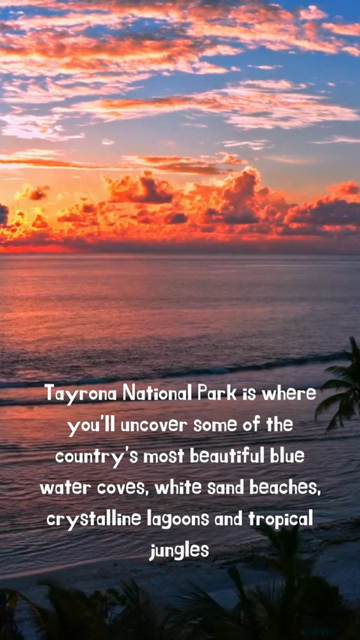 Tayrona National Park is where
you'll uncover some of the
country's most beautiful blue
water coves, white sand beaches,
crystalline lagoons and tropical
jungles